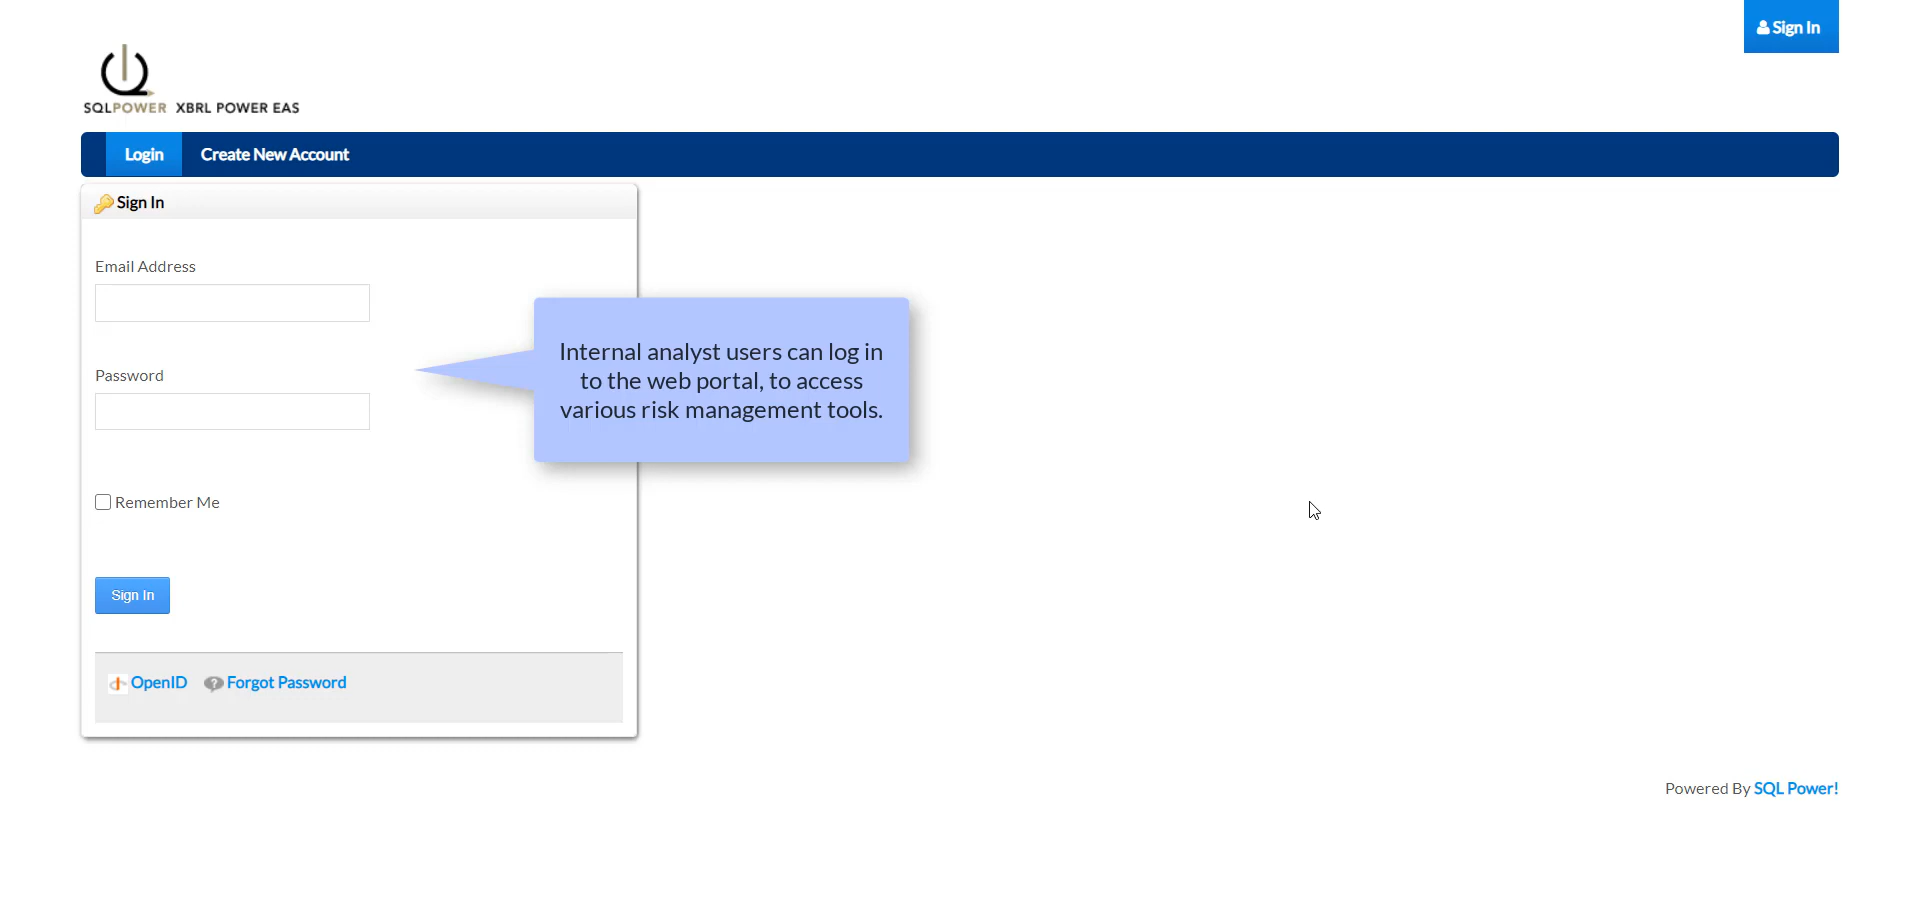 Sign In
SQLPOWER XBRL POWER EAS
Login Create New Account
Sign In
Email Address
Internal analyst users can log in
to the web portal, to access
various risk management tools.
Password
Remember Me
Sign In
OpenID Forgot Password
Powered By SQL Power!